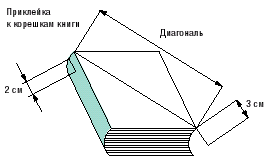 Приклейка
к корешкам книги
Диагональ
2 см
3 см